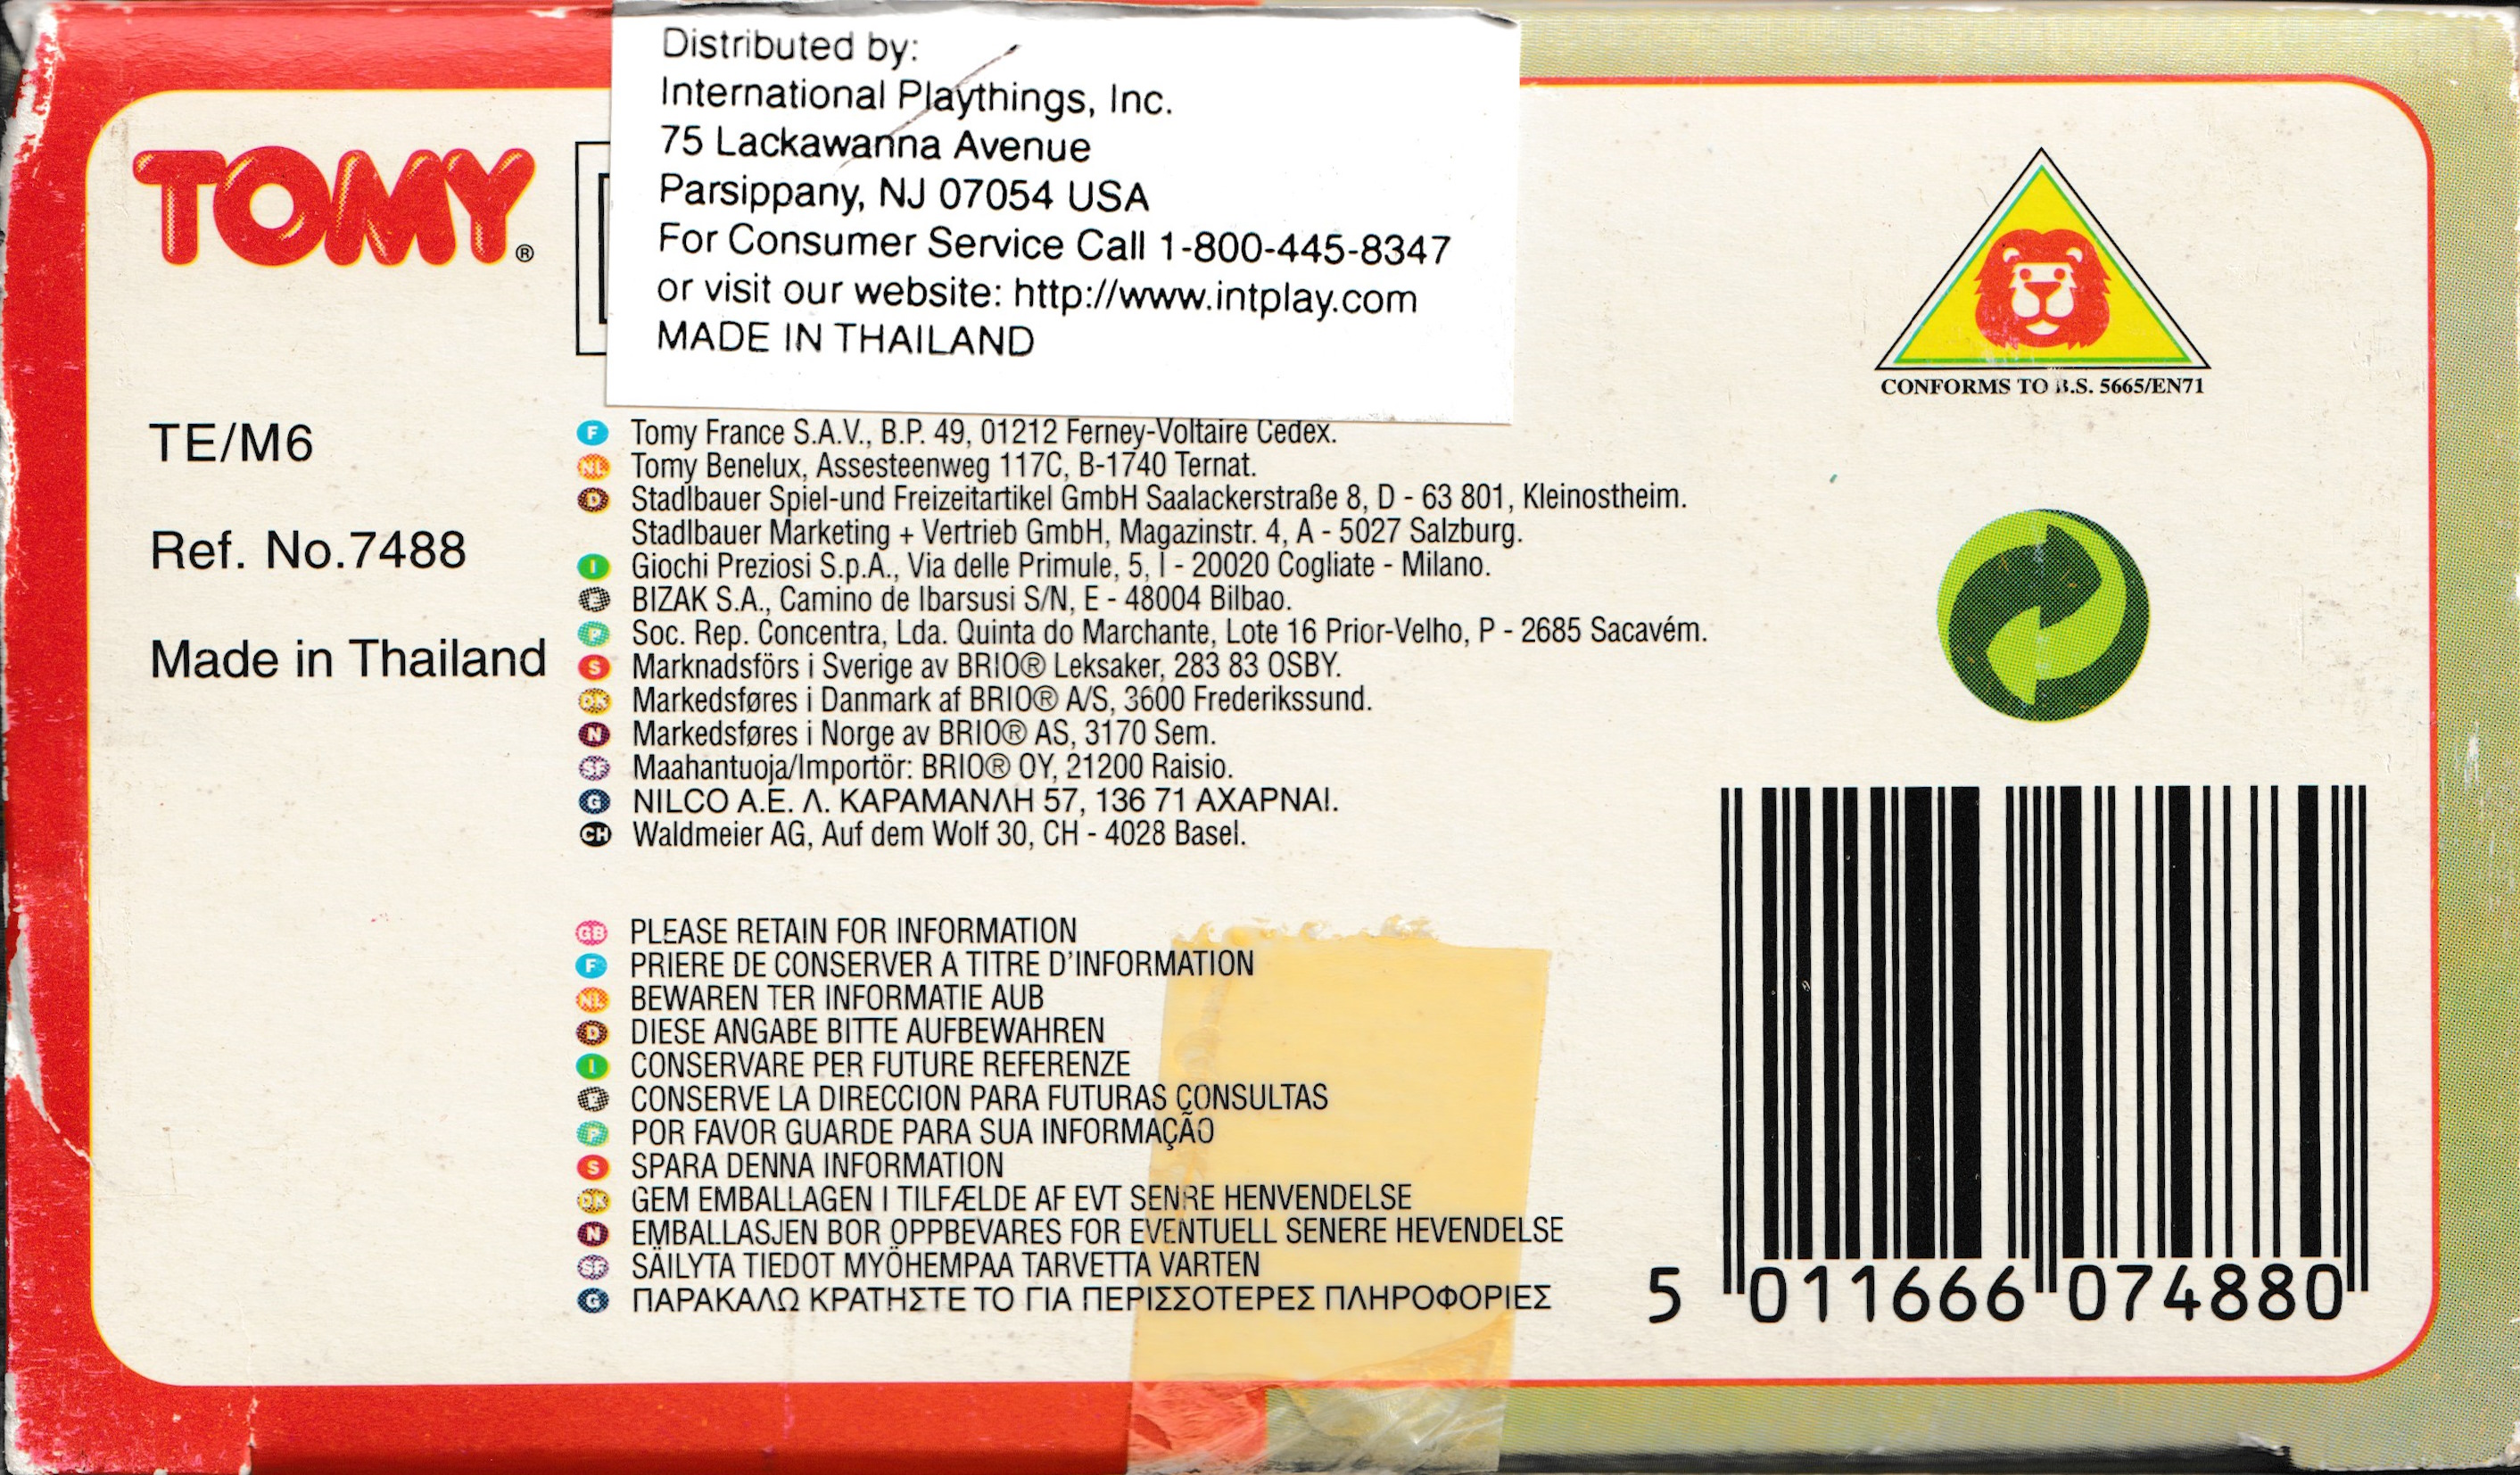 Distributed by:
International Playthings, Inc.
75 Lackawanna Avenue
Parsippany, NJ 07054 USA
For Consumer Service Call 1-800-445-8347
or visit our website: http://www.intplay.com
MADE IN THAILAND
TOMY®
CONFORMS TO B.S. 5665/EN71
TE/M6
Ref. No.7488
Made in Thailand
F Tomy France S.A.V., B.P. 49, 01212 Ferney-Voltaire Cedex.
NL Tomy Benelux, Assesteenweg 117C, B-1740 Ternat.
D Stadlbauer Spiel-und Freizeitartikel GmbH Saalackerstraße 8, D - 63 801, Kleinostheim.
Stadlbauer Marketing + Vertrieb GmbH, Magazinstr. 4, A - 5027 Salzburg.
I Giochi Preziosi S.p.A., Via delle Primule, 5, I - 20020 Cogliate - Milano.
E BIZAK S.A., Camino de Ibarsusi S/N, E - 48004 Bilbao.
P Soc. Rep. Concentra, Lda. Quinta do Marchante, Lote 16 Prior-Velho, P - 2685 Sacavém.
S Marknadsförs i Sverige av BRIO® Leksaker, 283 83 OSBY.
DK Markedsføres i Danmark af BRIO® A/S, 3600 Frederikssund.
N Markedsføres i Norge av BRIO® AS, 3170 Sem.
SF Maahantuoja/Importör: BRIO® OY, 21200 Raisio.
G NILCO A.E. Λ. ΚΑΡΑΜΑΝΛΗ 57, 136 71 ΑΧΑΡΝΑΙ.
CH Waldmeier AG, Auf dem Wolf 30, CH - 4028 Basel.
GB PLEASE RETAIN FOR INFORMATION
F PRIERE DE CONSERVER A TITRE D'INFORMATION
NL BEWAREN TER INFORMATIE AUB
D DIESE ANGABE BITTE AUFBEWAHREN
I CONSERVARE PER FUTURE REFERENZE
E CONSERVE LA DIRECCION PARA FUTURAS CONSULTAS
P POR FAVOR GUARDE PARA SUA INFORMAÇÃO
S SPARA DENNA INFORMATION
DK GEM EMBALLAGEN I TILFÆLDE AF EVT SENRE HENVENDELSE
N EMBALLASJEN BOR OPPBEVARES FOR EVENTUELL SENERE HEVENDELSE
SF SÄILYTA TIEDOT MYÖHEMPAA TARVETTA VARTEN
G ΠΑΡΑΚΑΛΩ ΚΡΑΤΗΣΤΕ ΤΟ ΓΙΑ ΠΕΡΙΣΣΟΤΕΡΕΣ ΠΛΗΡΟΦΟΡΙΕΣ
5 011666 074880